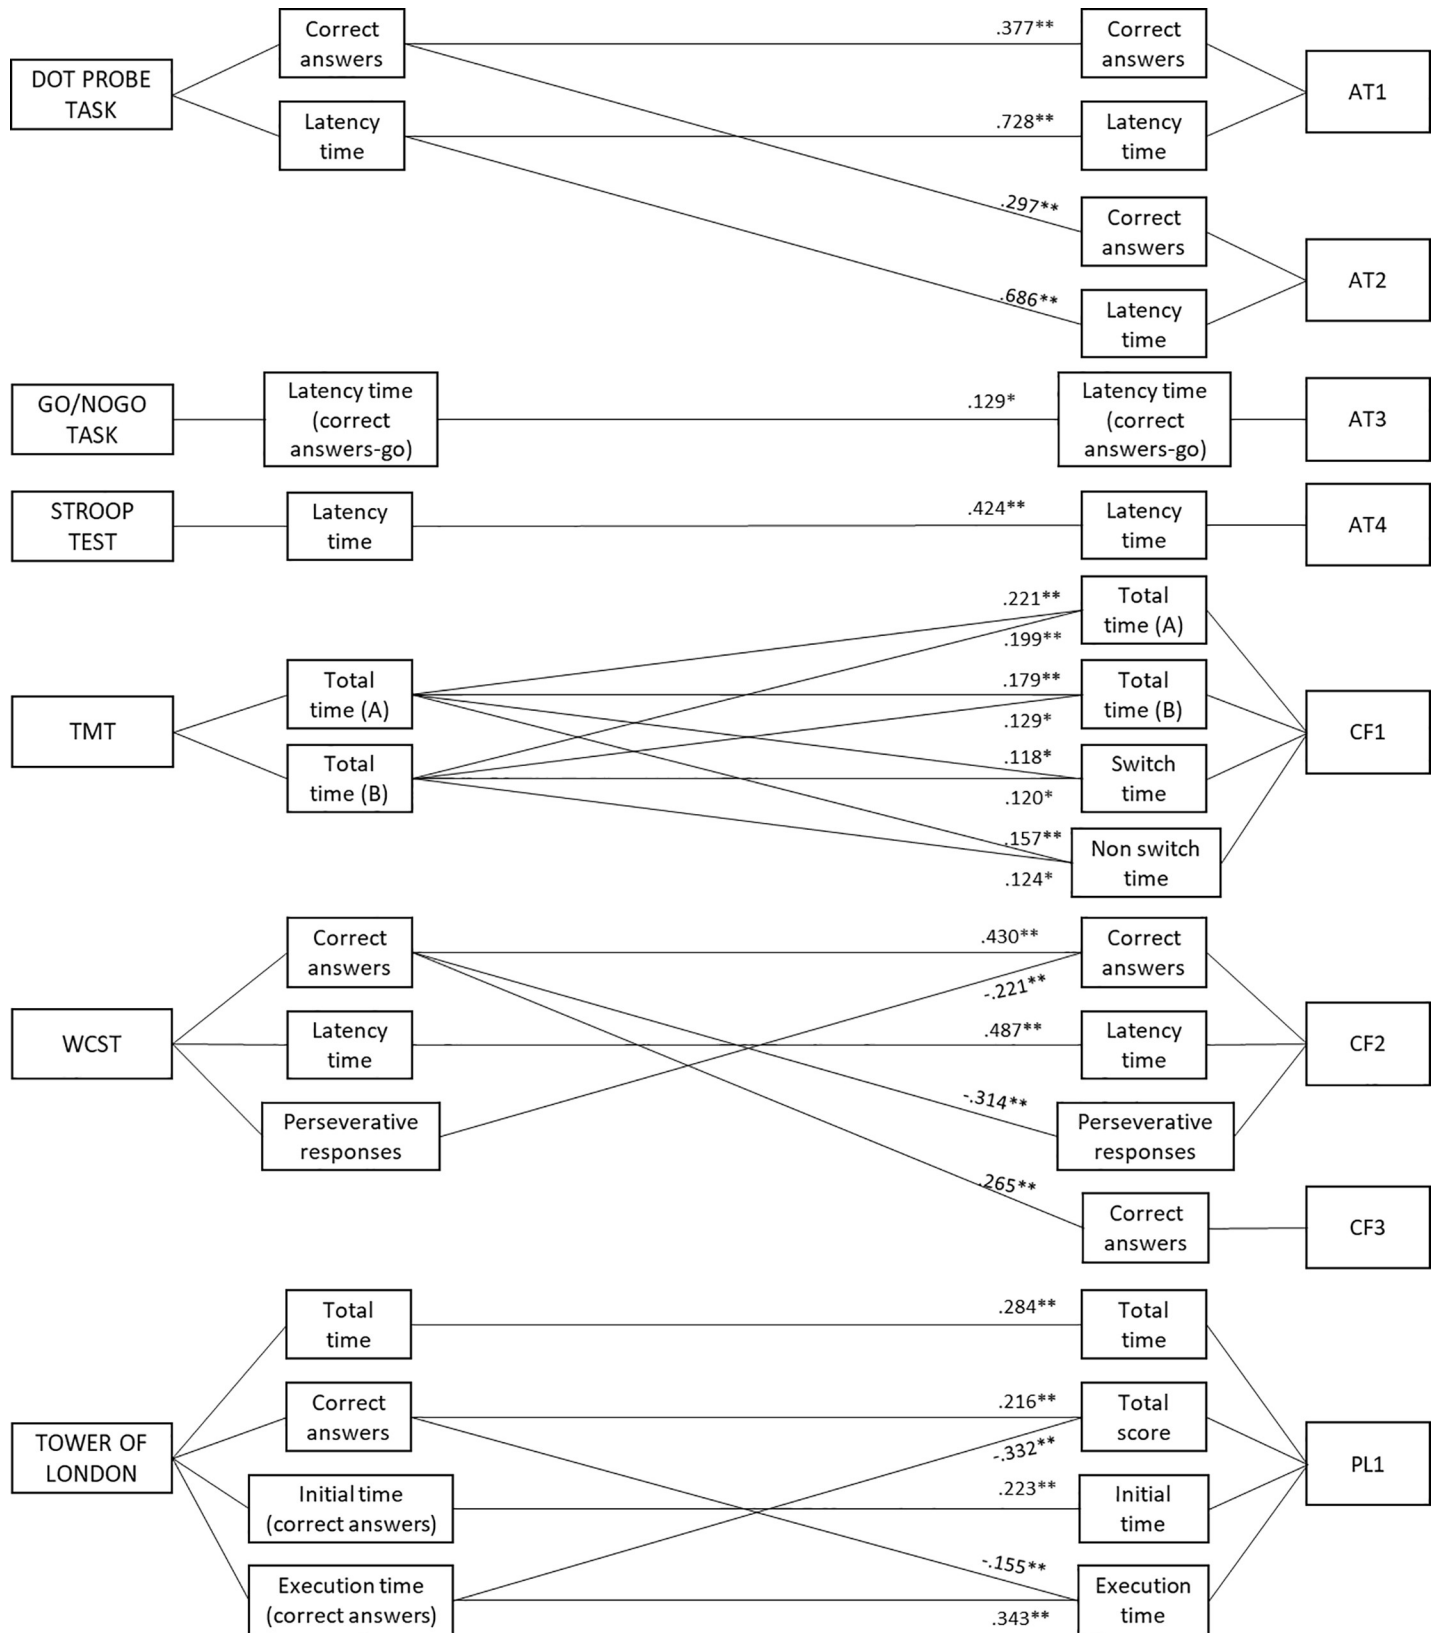 DOT PROBE
TASK
Correct
answers
.377**
Correct
answers
AT1
Latency
time
.728**
Latency
time
.297**
Correct
answers
AT2
.686**
Latency
time
GO/NOGO
TASK
Latency time
(correct
answers-go)
.129*
Latency time
(correct
answers-go)
AT3
STROOP
TEST
Latency
time
.424**
Latency
time
AT4
TMT
Total
time (A)
Total
time (B)
.221**
.199**
.179**
.129*
.118*
.120*
.157**
.124*
Total
time (A)
Total
time (B)
Switch
time
Non switch
time
CF1
WCST
Correct
answers
Latency
time
Perseverative
responses
.430**
-.221**
.487**
-.314**
.265**
Correct
answers
Latency
time
Perseverative
responses
CF2
Correct
answers
CF3
TOWER OF
LONDON
Total
time
Correct
answers
Initial time
(correct answers)
Execution time
(correct answers)
.284**
.216**
-.332**
.223**
-.155**
.343**
Total
time
Total
score
Initial
time
Execution
time
PL1